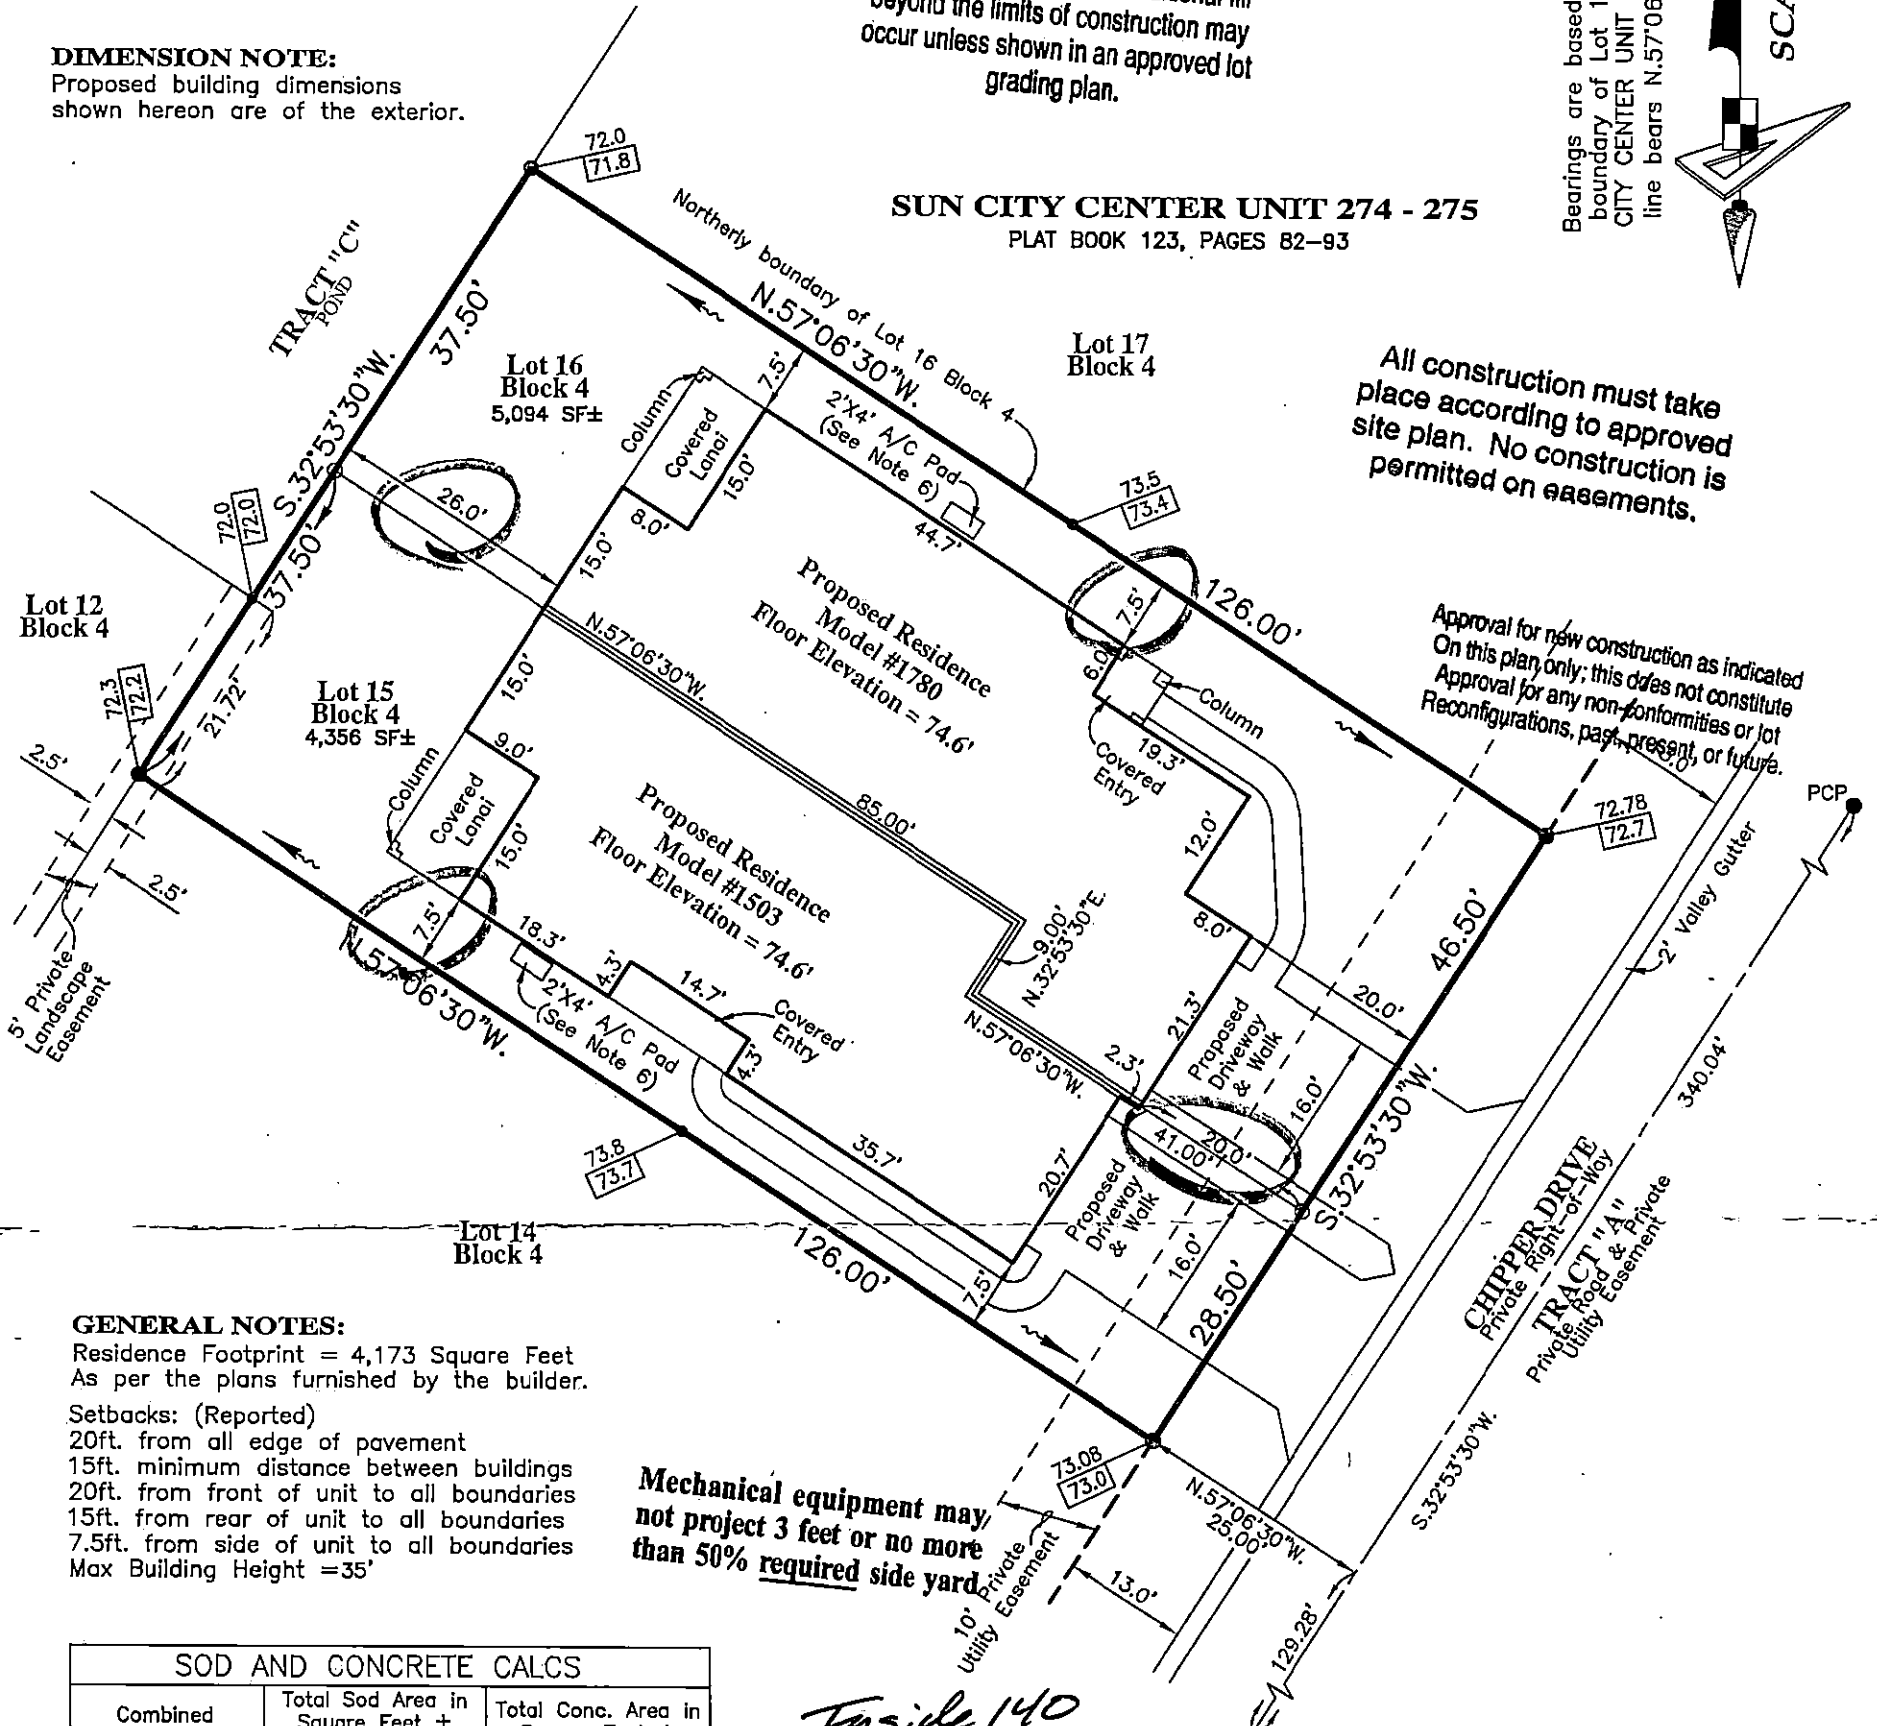 DIMENSION NOTE:
Proposed building dimensions
shown hereon are of the exterior.
beyond the limits of construction may
occur unless shown in an approved lot
grading plan.
Bearings are based
boundary of Lot 1
CITY CENTER UNIT
line bears N.57°06
SCA
72.0
71.8
SUN CITY CENTER UNIT 274 - 275
PLAT BOOK 123, PAGES 82-93
TRACT "C"
POND
Northerly boundary of Lot 16 Block 4
N.57°06'30"W.
37.50'
S.32°53'30"W.
Lot 16
Block 4
5,094 SF±
Lot 17
Block 4
All construction must take
place according to approved
site plan. No construction is
permitted on easements.
Column
Covered
Lanai
7.5'
15.0'
8.0'
2'X4' A/C Pad
(See Note 6)
44.7'
73.5
73.4
26.0'
72.0
72.0
37.50'
15.0'
Proposed Residence
Model #1780
Floor Elevation = 74.6'
7.5'
126.00'
6.0'
Column
Covered
Entry
19.3'
Approval for new construction as indicated
On this plan only; this does not constitute
Approval for any non-conformities or lot
Reconfigurations, past, present, or future.
PCP
Lot 12
Block 4
72.3
72.2
21.72'
2.5'
2.5'
Lot 15
Block 4
4,356 SF±
15.0'
N.57°06'30"W.
85.00'
12.0'
8.0'
72.78
72.7
2' Valley Gutter
46.50'
9.0'
Column
Covered
Lanai
15.0'
Proposed Residence
Model #1503
Floor Elevation = 74.6'
9.00'
N.32°53'30"E.
N.57°06'30"W.
21.3'
20.0'
2.3'
Proposed
Driveway
& Walk
16.0'
340.04'
5' Private
Landscape
Easement
7.5'
N.57°06'30"W.
18.3'
4.3'
14.7'
4.3'
Covered
Entry
2'X4' A/C Pad
(See Note 6)
73.8
73.7
35.7'
20.7'
20.0'
41.00'
S.32°53'30"W.
Proposed
Driveway
& Walk
16.0'
Lot 14
Block 4
126.00'
7.5'
28.50'
CHIPPER DRIVE
Private Right-of-Way
TRACT "A"
Private Road & Private
Utility Easement
GENERAL NOTES:
Residence Footprint = 4,173 Square Feet
As per the plans furnished by the builder.
Setbacks: (Reported)
20ft. from all edge of pavement
15ft. minimum distance between buildings
20ft. from front of unit to all boundaries
15ft. from rear of unit to all boundaries
7.5ft. from side of unit to all boundaries
Max Building Height =35'
Mechanical equipment may
not project 3 feet or no more
than 50% required side yard.
73.08
73.0
N.57°06'30"W.
25.00'
S.32°53'30"W.
10' Private
Utility Easement
13.0'
129.28'
SOD AND CONCRETE CALCS
Combined
Total Sod Area in
Square Feet ±
Total Conc. Area in
Inside 140